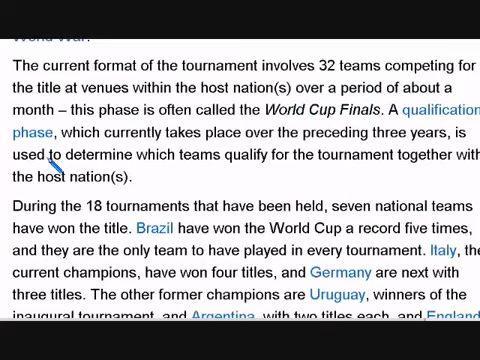 World War.
The current format of the tournament involves 32 teams competing for
the title at venues within the host nation(s) over a period of about a
month – this phase is often called the World Cup Finals. A qualification
phase, which currently takes place over the preceding three years, is
used to determine which teams qualify for the tournament together with
the host nation(s).
During the 18 tournaments that have been held, seven national teams
have won the title. Brazil have won the World Cup a record five times,
and they are the only team to have played in every tournament. Italy, the
current champions, have won four titles, and Germany are next with
three titles. The other former champions are Uruguay, winners of the
inaugural tournament, and Argentina, with two titles each, and England